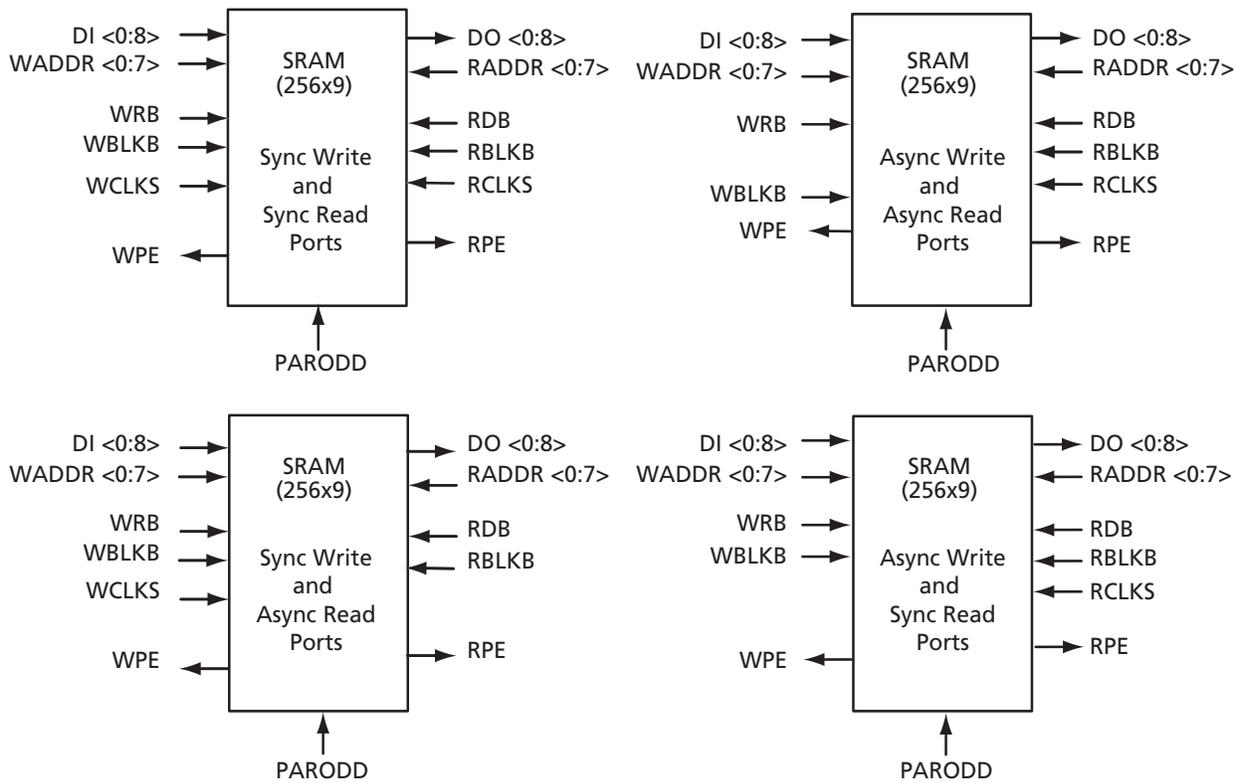 DI <0:8>
WADDR <0:7>
WRB
WBLKB
WCLKS
WPE
SRAM
(256x9)
Sync Write
and
Sync Read
Ports
DO <0:8>
RADDR <0:7>
RDB
RBLKB
RCLKS
RPE
PARODD
DI <0:8>
WADDR <0:7>
WRB
WBLKB
WPE
SRAM
(256x9)
Async Write
and
Async Read
Ports
DO <0:8>
RADDR <0:7>
RDB
RBLKB
RCLKS
RPE
PARODD
DI <0:8>
WADDR <0:7>
WRB
WBLKB
WCLKS
WPE
SRAM
(256x9)
Sync Write
and
Async Read
Ports
DO <0:8>
RADDR <0:7>
RDB
RBLKB
RPE
PARODD
DI <0:8>
WADDR <0:7>
WRB
WBLKB
WPE
SRAM
(256x9)
Async Write
and
Sync Read
Ports
DO <0:8>
RADDR <0:7>
RDB
RBLKB
RCLKS
RPE
PARODD